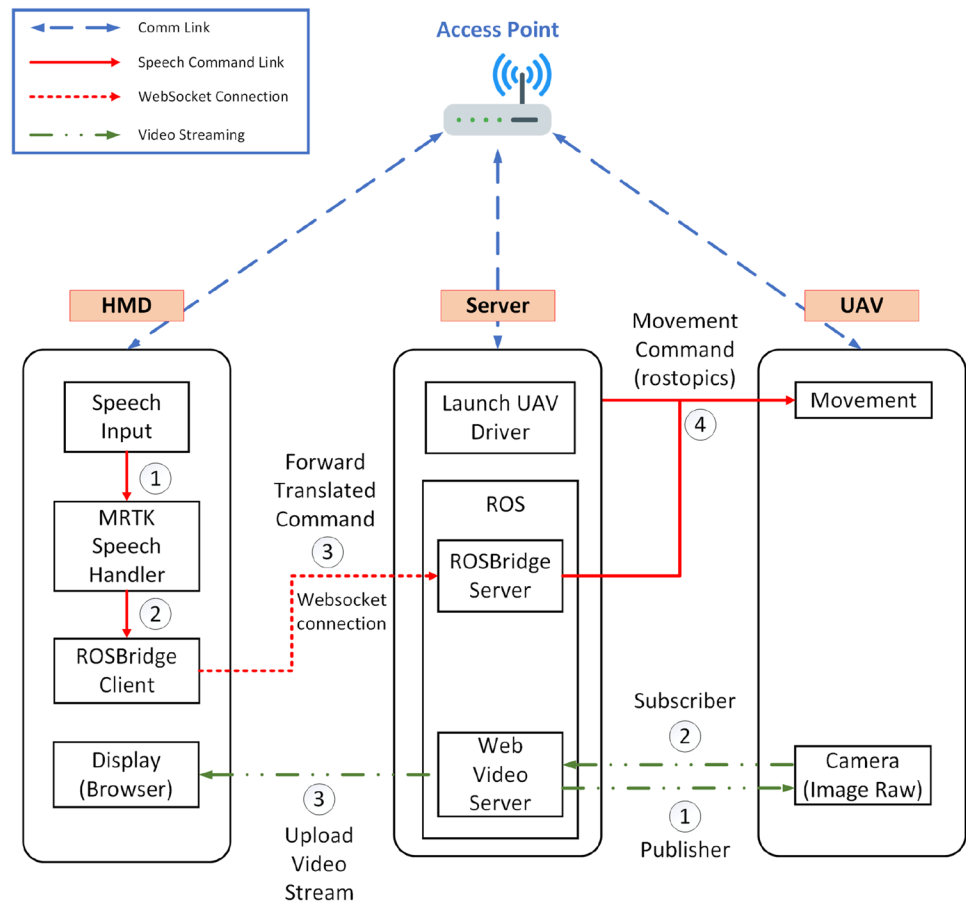 Comm Link
Speech Command Link
WebSocket Connection
Video Streaming
Access Point
HMD
Server
UAV
Speech
Input
1
MRTK
Speech
Handler
2
ROSBridge
Client
Display
(Browser)
Forward
Translated
Command
3
Websocket
connection
3
Upload
Video
Stream
Launch UAV
Driver
ROS
ROSBridge
Server
Web
Video
Server
Movement
Command
(rostopics)
4
Subscriber
2
1
Publisher
Movement
Camera
(Image Raw)